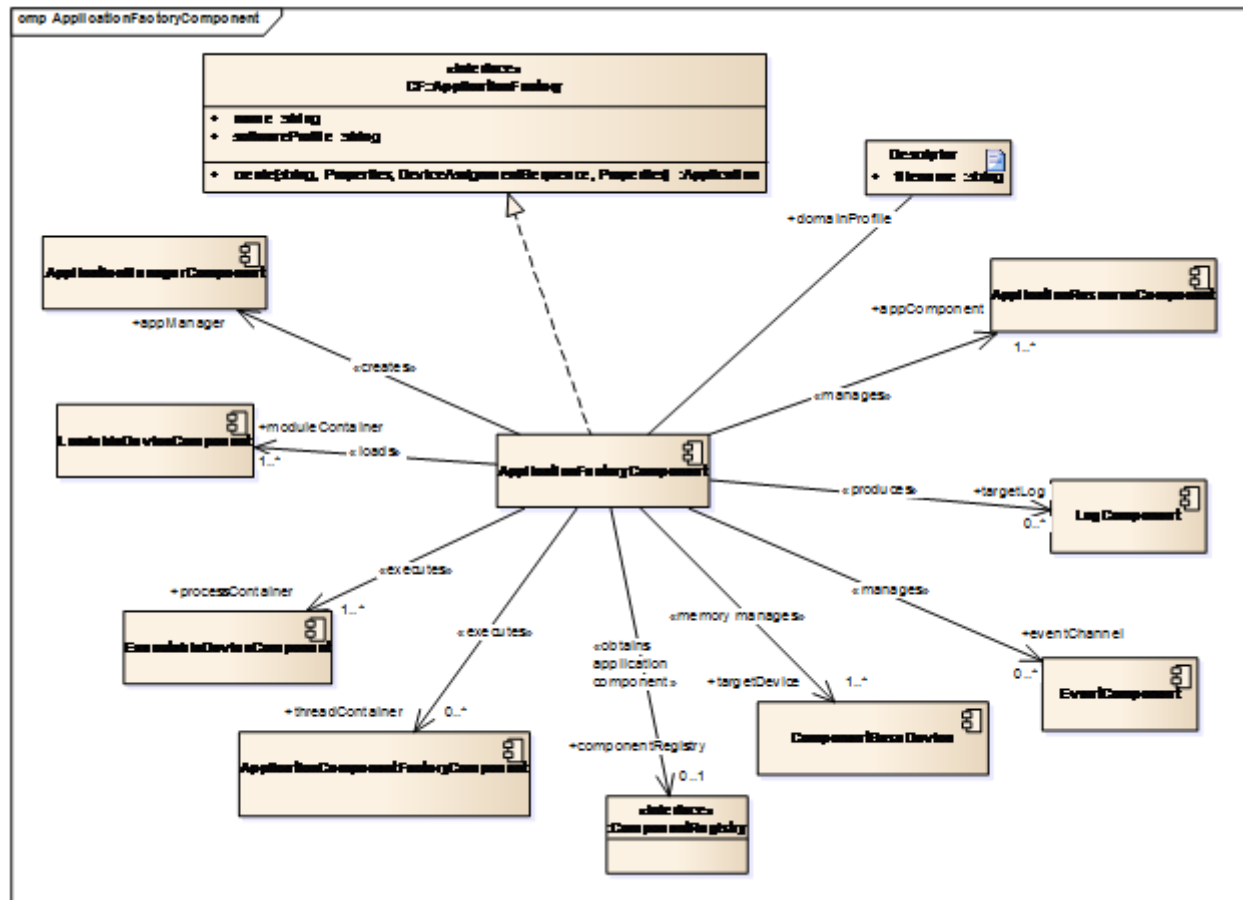 omp ApplicationFactoryComponent
«interface»
CF::ApplicationFactory
+ name :string
+ softwareProfile :string
+ create(string, Properties, DeviceAssignmentSequence, Properties) :Application
Descriptor
+ filename :string
+domainProfile
ApplicationManagerComponent
+appManager
«creates»
ApplicationResourceComponent
+appComponent
1..*
«manages»
LoadableDeviceComponent
+moduleContainer
1..*
«loads»
ApplicationFactoryComponent
«produces»
+targetLog
0..*
LogComponent
«executes»
+processContainer
1..*
ExecutableDeviceComponent
«executes»
+threadContainer
0..*
ApplicationComponentFactoryComponent
«obtains
application
component»
+componentRegistry
0..1
«interface»
:ComponentRegistry
«memory manages»
+targetDevice
1..*
ComponentBaseDevice
«manages»
+eventChannel
0..*
EventComponent